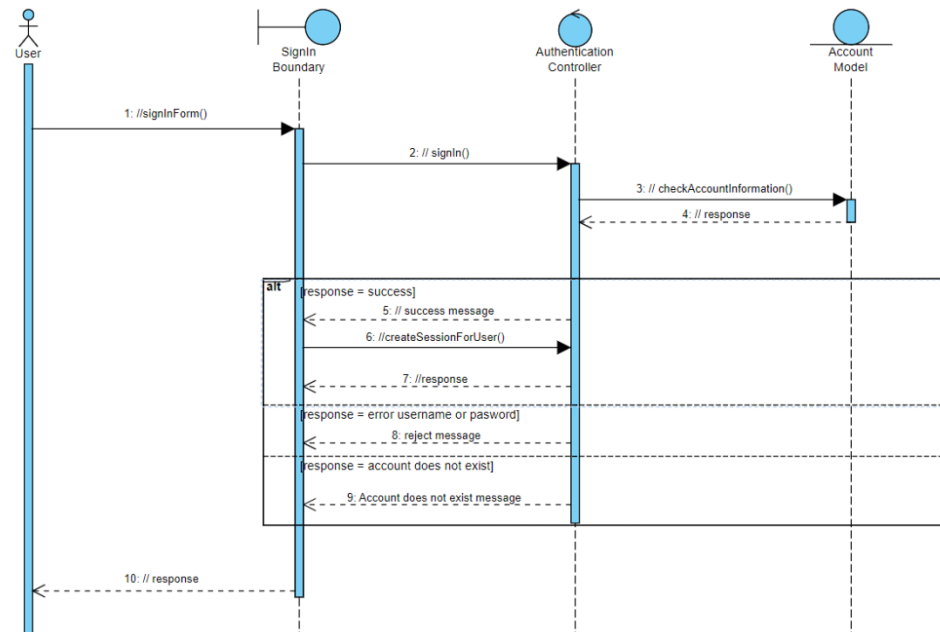 User
SignIn
Boundary
Authentication
Controller
Account
Model
1: //signInForm()
2: // signIn()
3: // checkAccountInformation()
4: // response
alt
[response = success]
5: // success message
6: //createSessionForUser()
7: //response
[response = error username or pasword]
8: reject message
[response = account does not exist]
9: Account does not exist message
10: // response